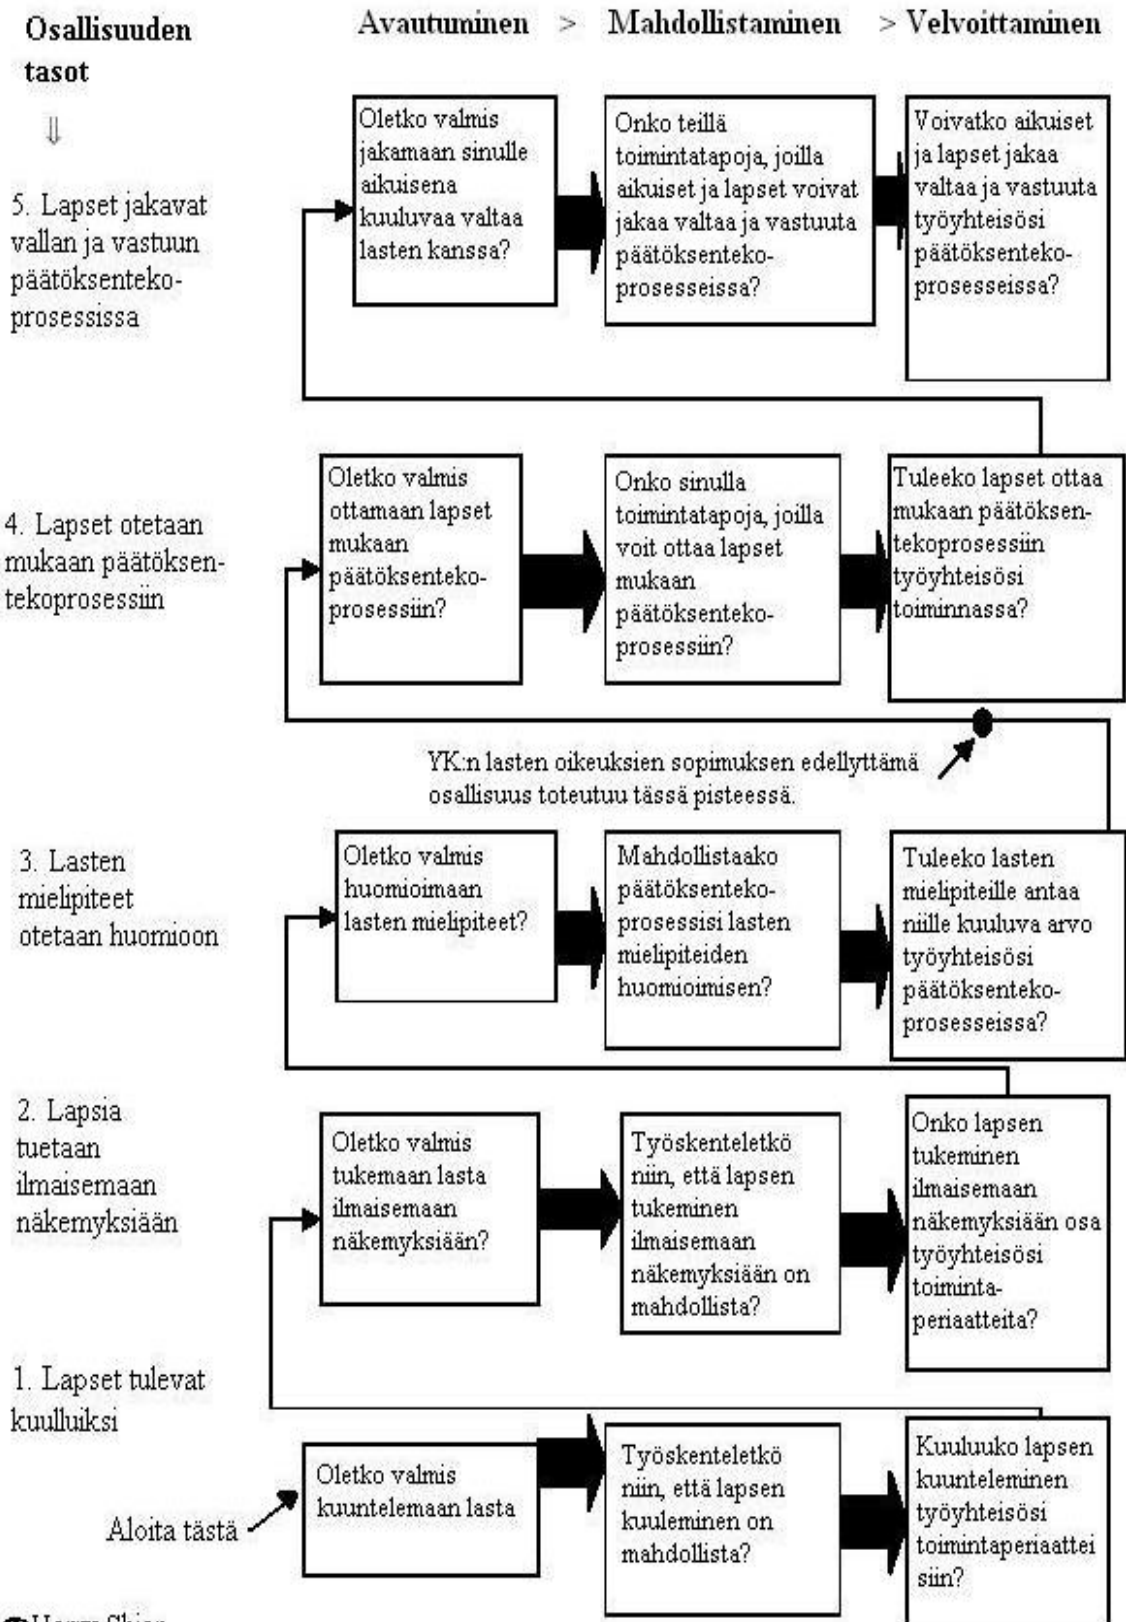 Osallisuuden
tasot
⇓
Avautuminen > Mahdollistaminen > Velvoittaminen
5. Lapset jakavat
vallan ja vastuun
päätöksenteko-
prosessissa
Oletko valmis
jakamaan sinulle
aikuisena
kuuluvaa valtaa
lasten kanssa?
Onko teillä
toimintatapoja, joilla
aikuiset ja lapset voivat
jakaa valtaa ja vastuuta
päätöksenteko-
prosesseissa?
Voivatko aikuiset
ja lapset jakaa
valtaa ja vastuuta
työyhteisösi
päätöksenteko-
prosesseissa?
4. Lapset otetaan
mukaan päätöksen-
tekoprosessiin
Oletko valmis
ottamaan lapset
mukaan
päätöksenteko-
prosessiin?
Onko sinulla
toimintatapoja, joilla
voit ottaa lapset
mukaan
päätöksenteko-
prosessiin?
Tuleeko lapset ottaa
mukaan päätöksen-
tekoprosessiin
työyhteisösi
toiminnassa?
YK:n lasten oikeuksien sopimuksen edellyttämä
osallisuus toteutuu tässä pisteessä.
3. Lasten
mielipiteet
otetaan huomioon
Oletko valmis
huomioimaan
lasten mielipiteet?
Mahdollistaako
päätöksenteko-
prosessisi lasten
mielipiteiden
huomioimisen?
Tuleeko lasten
mielipiteille antaa
niille kuuluva arvo
työyhteisösi
päätöksenteko-
prosesseissa?
2. Lapsia
tuetaan
ilmaisemaan
näkemyksiään
Oletko valmis
tukemaan lasta
ilmaisemaan
näkemyksiään?
Työskenteletkö
niin, että lapsen
tukeminen
ilmaisemaan
näkemyksiään on
mahdollista?
Onko lapsen
tukeminen
ilmaisemaan
näkemyksiään osa
työyhteisösi
toiminta-
periaatteita?
1. Lapset tulevat
kuulluiksi
Aloita tästä
Oletko valmis
kuuntelemaan lasta
Työskenteletkö
niin, että lapsen
kuuleminen on
mahdollista?
Kuuluuko lapsen
kuunteleminen
työyhteisösi
toimintaperiaattei
siin?